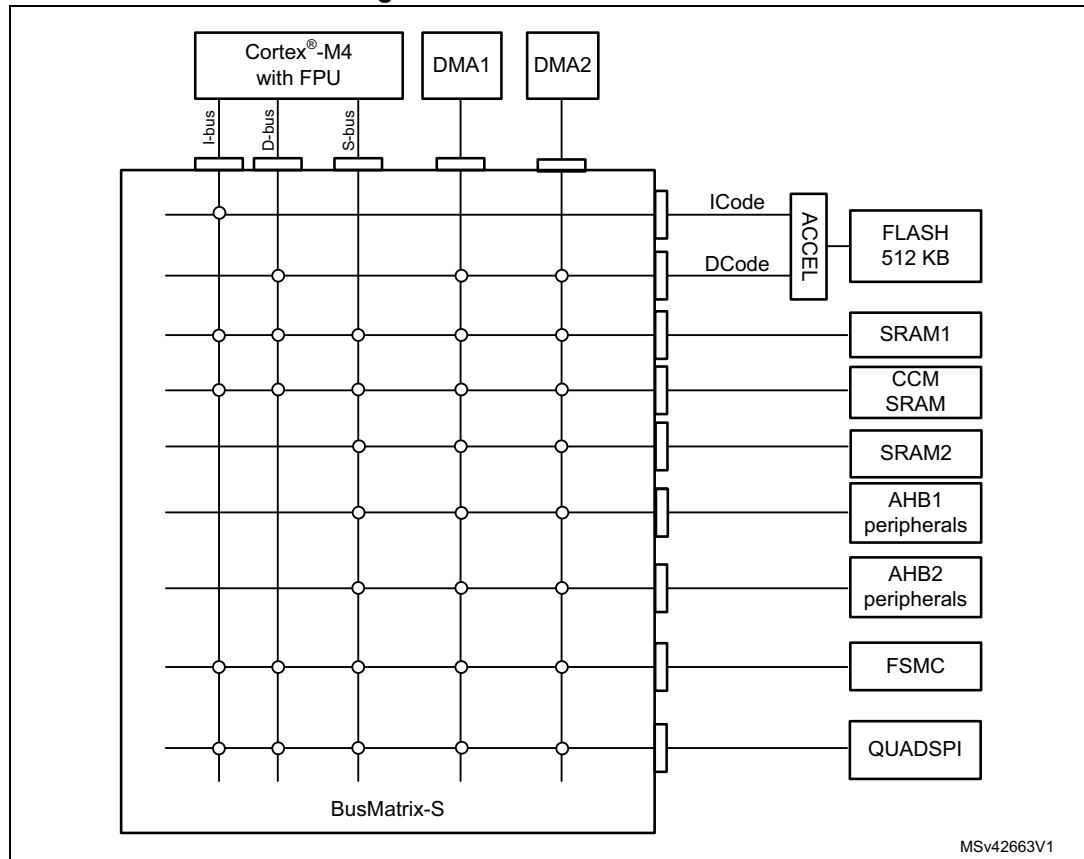 Cortex®-M4
with FPU
DMA1
DMA2
I-bus
D-bus
S-bus
ICode
ACCEL
FLASH
512 KB
DCode
SRAM1
CCM
SRAM
SRAM2
AHB1
peripherals
AHB2
peripherals
FSMC
QUADSPI
BusMatrix-S
MSv42663V1